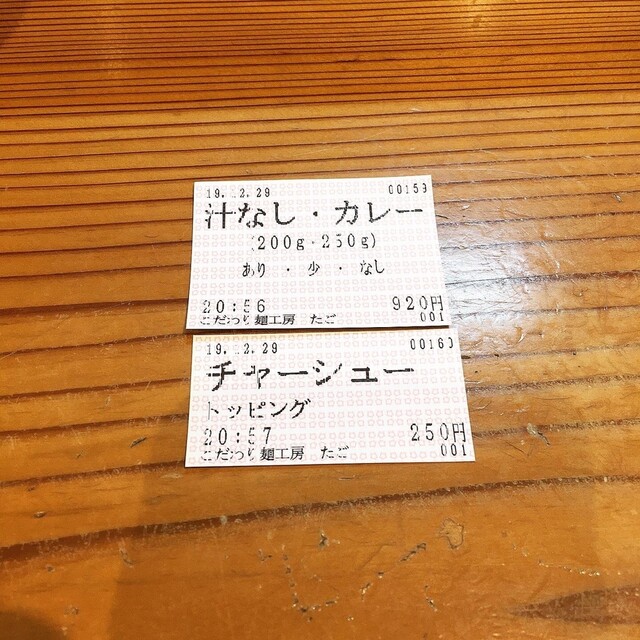 19.12.29 00159
汁なし・カレー
(200g・250g)
あり ・ 少 ・ なし
20:56 920円
こだわり麺工房 たご 001
19.12.29 00160
チャーシュー
トッピング
20:57 250円
こだわり麺工房 たご 001